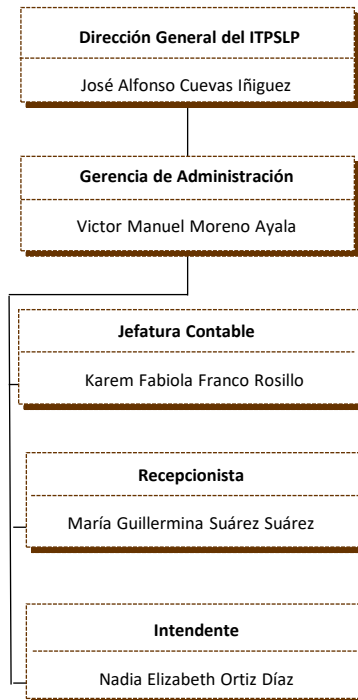 Dirección General del ITPSLP
José Alfonso Cuevas Iñiguez
Gerencia de Administración
Victor Manuel Moreno Ayala
Jefatura Contable
Karem Fabiola Franco Rosillo
Recepcionista
María Guillermina Suárez Suárez
Intendente
Nadia Elizabeth Ortiz Díaz